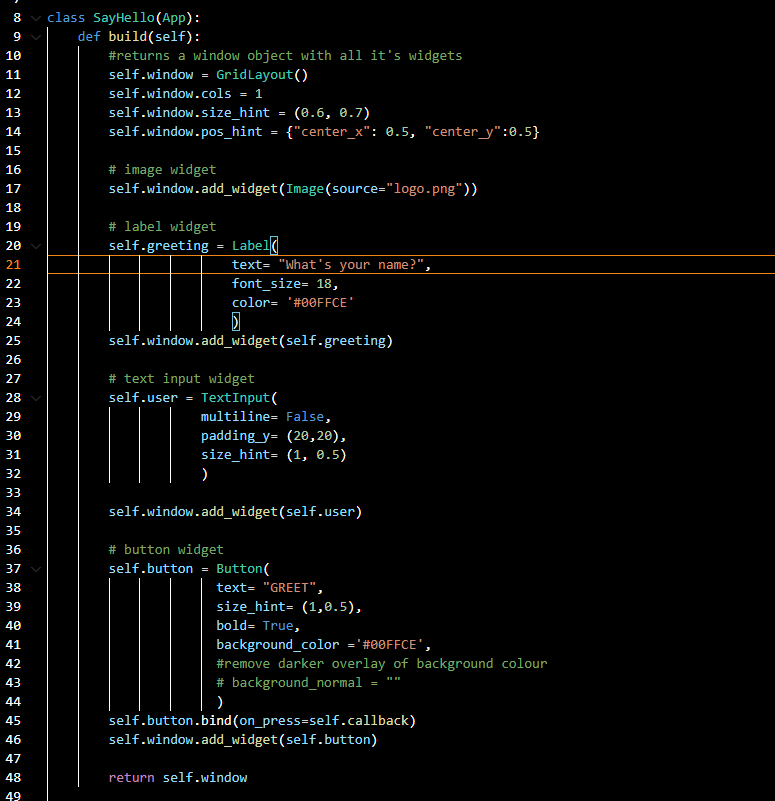 8 class SayHello(App):
9 def build(self):
10 #returns a window object with all it's widgets
11 self.window = GridLayout()
12 self.window.cols = 1
13 self.window.size_hint = (0.6, 0.7)
14 self.window.pos_hint = {"center_x": 0.5, "center_y":0.5}
15
16 # image widget
17 self.window.add_widget(Image(source="logo.png"))
18
19 # label widget
20 self.greeting = Label(
21 text= "What's your name?",
22 font_size= 18,
23 color= '#00FFCE'
24 )
25 self.window.add_widget(self.greeting)
26
27 # text input widget
28 self.user = TextInput(
29 multiline= False,
30 padding_y= (20,20),
31 size_hint= (1, 0.5)
32 )
33
34 self.window.add_widget(self.user)
35
36 # button widget
37 self.button = Button(
38 text= "GREET",
39 size_hint= (1,0.5),
40 bold= True,
41 background_color ='#00FFCE',
42 #remove darker overlay of background colour
43 # background_normal = ""
44 )
45 self.button.bind(on_press=self.callback)
46 self.window.add_widget(self.button)
47
48 return self.window
49